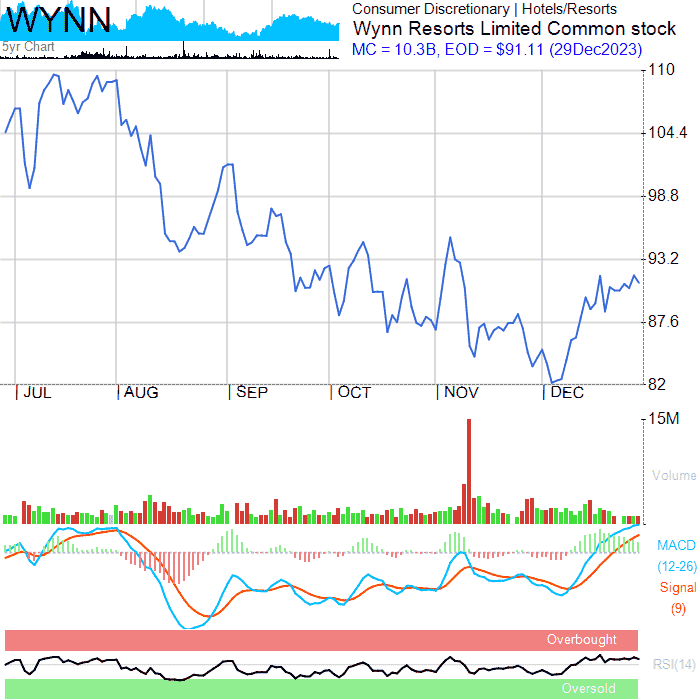 WYNN
5yr Chart
Consumer Discretionary | Hotels/Resorts
Wynn Resorts Limited Common stock
MC = 10.3B, EOD = $91.11 (29Dec2023)
110
104.4
98.8
93.2
87.6
82
JUL AUG SEP OCT NOV DEC
15M
Volume
MACD
(12-26)
Signal
(9)
Overbought
RSI(14)
Oversold